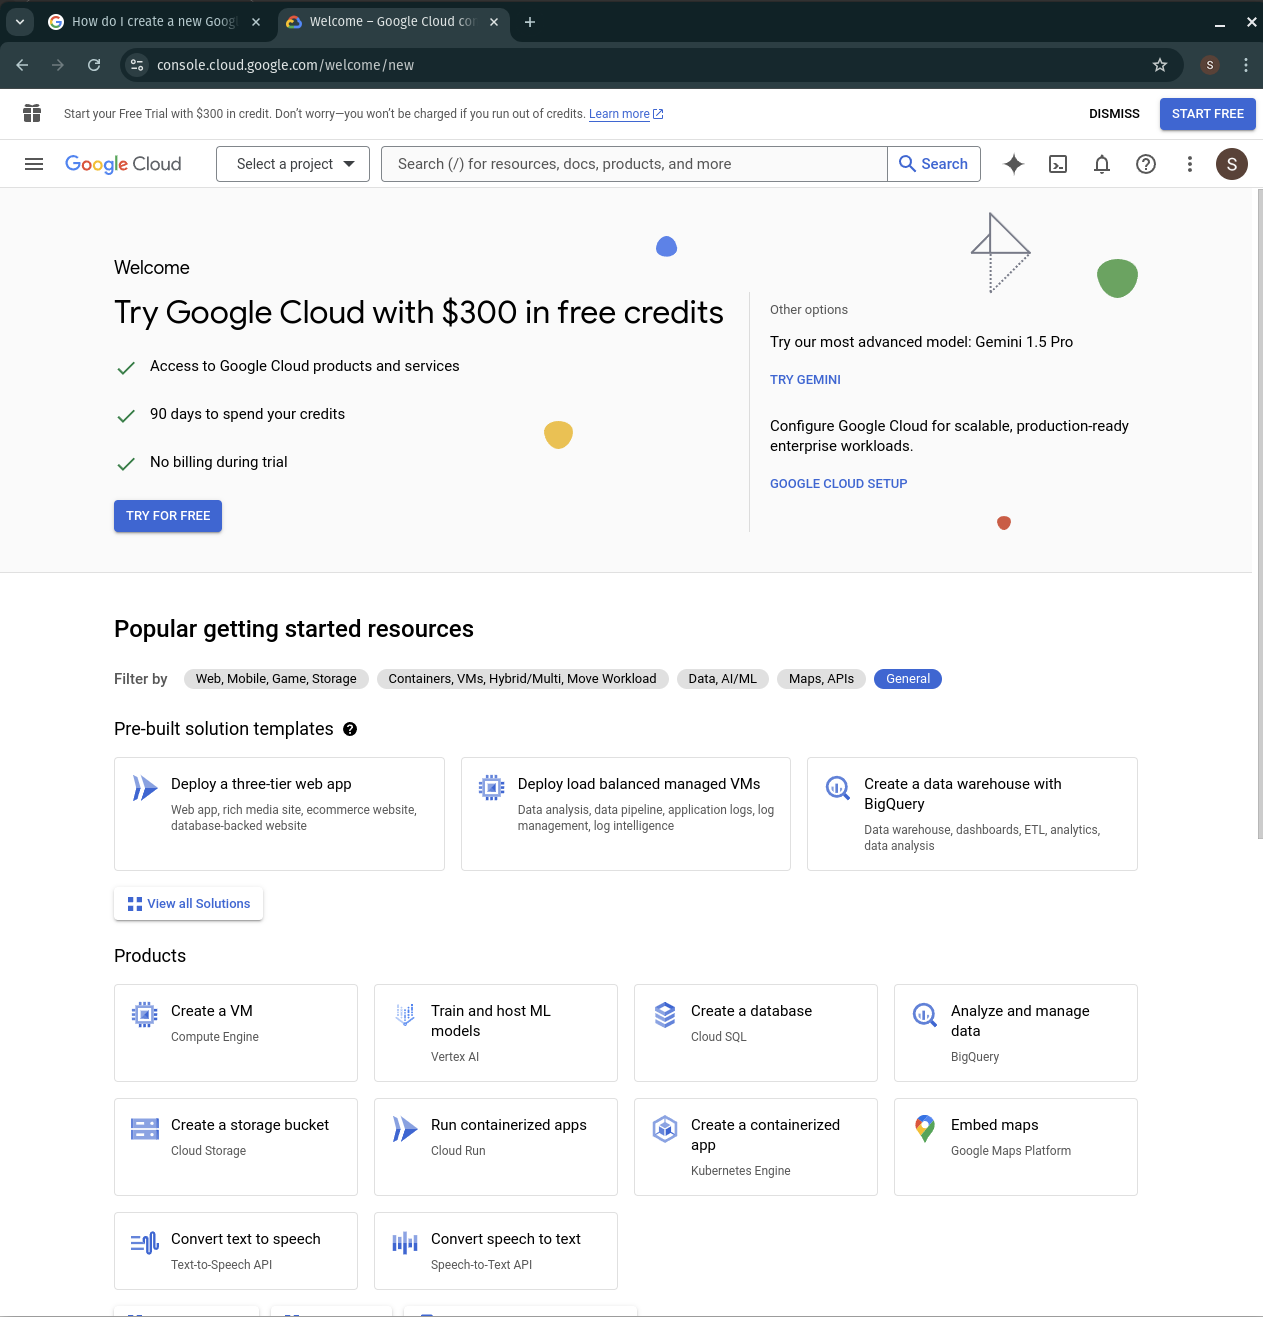 How do I create a new Googl
Welcome – Google Cloud co
console.cloud.google.com/welcome/new
S
Start your Free Trial with $300 in credit. Don't worry—you won't be charged if you run out of credits. Learn more
DISMISS
START FREE
Google Cloud
Select a project
Search (/) for resources, docs, products, and more
Search
S
Welcome
Try Google Cloud with $300 in free credits
Access to Google Cloud products and services
90 days to spend your credits
No billing during trial
TRY FOR FREE
Other options
Try our most advanced model: Gemini 1.5 Pro
TRY GEMINI
Configure Google Cloud for scalable, production-ready
enterprise workloads.
GOOGLE CLOUD SETUP
Popular getting started resources
Filter by
Web, Mobile, Game, Storage
Containers, VMs, Hybrid/Multi, Move Workload
Data, AI/ML
Maps, APIs
General
Pre-built solution templates
Deploy a three-tier web app
Web app, rich media site, ecommerce website,
database-backed website
Deploy load balanced managed VMs
Data analysis, data pipeline, application logs, log
management, log intelligence
Create a data warehouse with
BigQuery
Data warehouse, dashboards, ETL, analytics,
data analysis
View all Solutions
Products
Create a VM
Compute Engine
Train and host ML
models
Vertex AI
Create a database
Cloud SQL
Analyze and manage
data
BigQuery
Create a storage bucket
Cloud Storage
Run containerized apps
Cloud Run
Create a containerized
app
Kubernetes Engine
Embed maps
Google Maps Platform
Convert text to speech
Text-to-Speech API
Convert speech to text
Speech-to-Text API